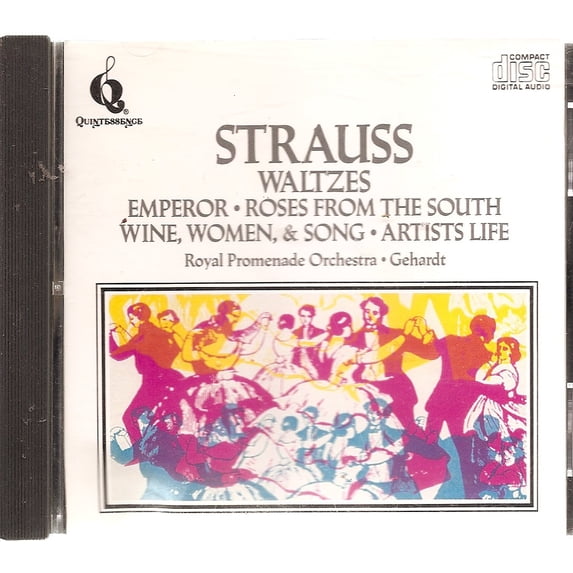 QUINTESSENCE
®
COMPACT
disc
DIGITAL AUDIO
STRAUSS
WALTZES
EMPEROR • ROSES FROM THE SOUTH
WINE, WOMEN, & SONG • ARTISTS LIFE
Royal Promenade Orchestra • Gehardt